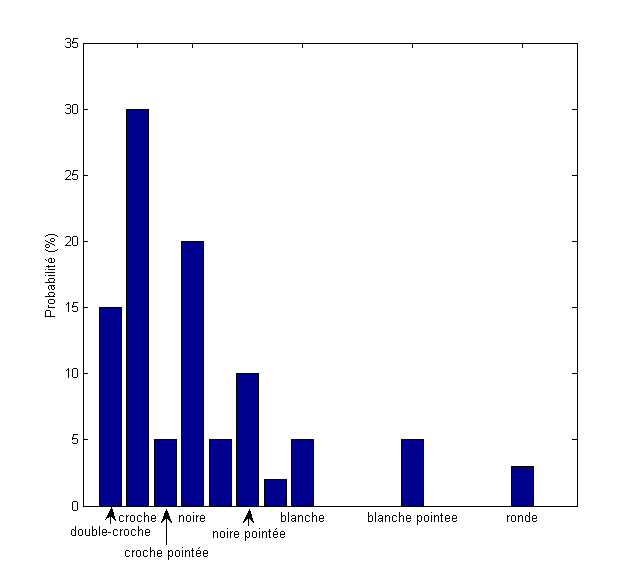 35
30
25
20
15
10
5
0
Probabilité (%)
croche noire blanche blanche pointee ronde
double-croche noire pointée
croche pointée